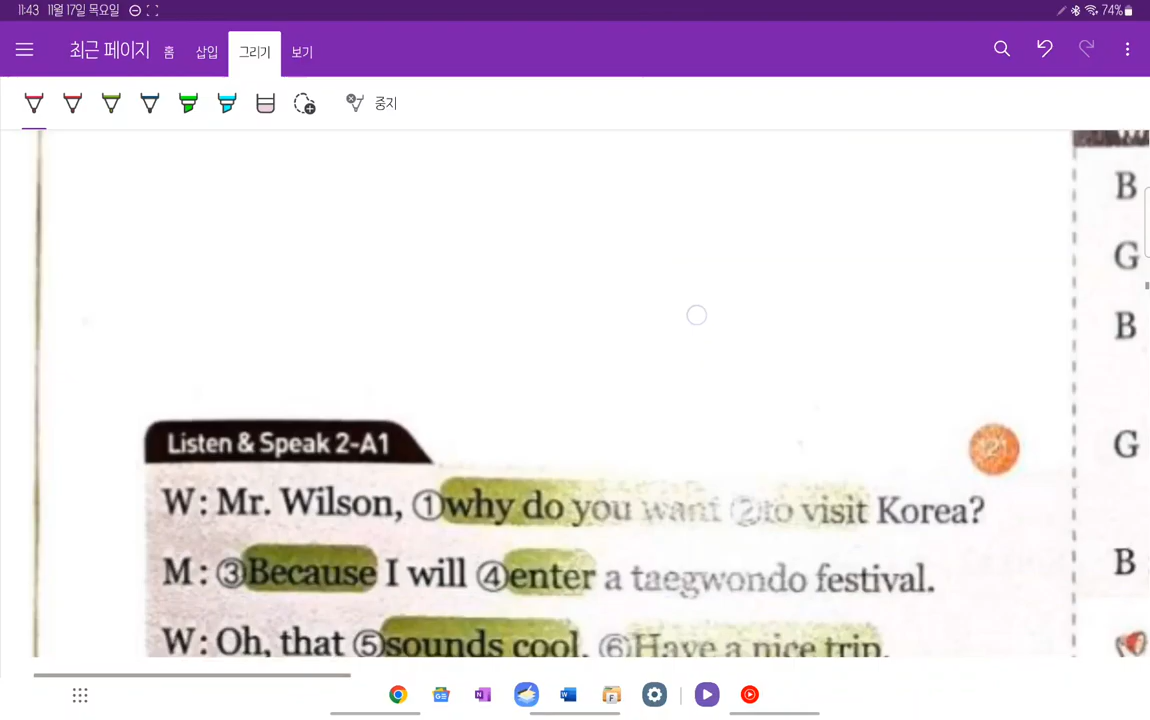 11:43 11월 17일 목요일 74%
최근 페이지 홈 삽입 그리기 보기
중지
B
G
B
G
B
Listen & Speak 2-A1 121
W: Mr. Wilson, ①why do you want ②to visit Korea?
M: ③Because I will ④enter a taegwondo festival.
W: Oh, that ⑤sounds cool. ⑥Have a nice trip.